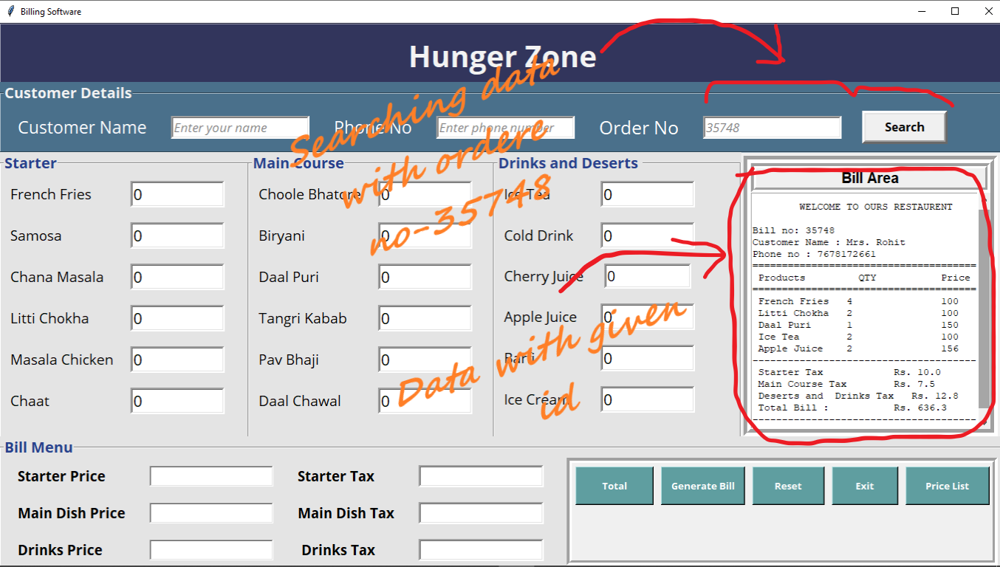 Billing Software
Hunger Zone
Customer Details
Customer Name Enter your name Phone No Enter phone number Order No 35748 Search
Searching data
with ordere
no-35748
Starter
French Fries 0
Samosa 0
Chana Masala 0
Litti Chokha 0
Masala Chicken 0
Chaat 0
Main Course
Choole Bhatore 0
Biryani 0
Daal Puri 0
Tangri Kabab 0
Pav Bhaji 0
Daal Chawal 0
Drinks and Deserts
Ice Tea 0
Cold Drink 0
Cherry Juice 0
Apple Juice 0
0
Ice Cream 0
Data with given
id
Bill Area
WELCOME TO OURS RESTAURENT
Bill no: 35748
Customer Name : Mrs. Rohit
Phone no : 7678172661
======================================
Products QTY Price
======================================
French Fries 4 100
Litti Chokha 2 100
Daal Puri 1 150
Ice Tea 2 100
Apple Juice 2 156
--------------------------------------
Starter Tax Rs. 10.0
Main Course Tax Rs. 7.5
Deserts and Drinks Tax Rs. 12.8
Total Bill : Rs. 636.3
--------------------------------------
Bill Menu
Starter Price Starter Tax
Main Dish Price Main Dish Tax
Drinks Price Drinks Tax
Total Generate Bill Reset Exit Price List